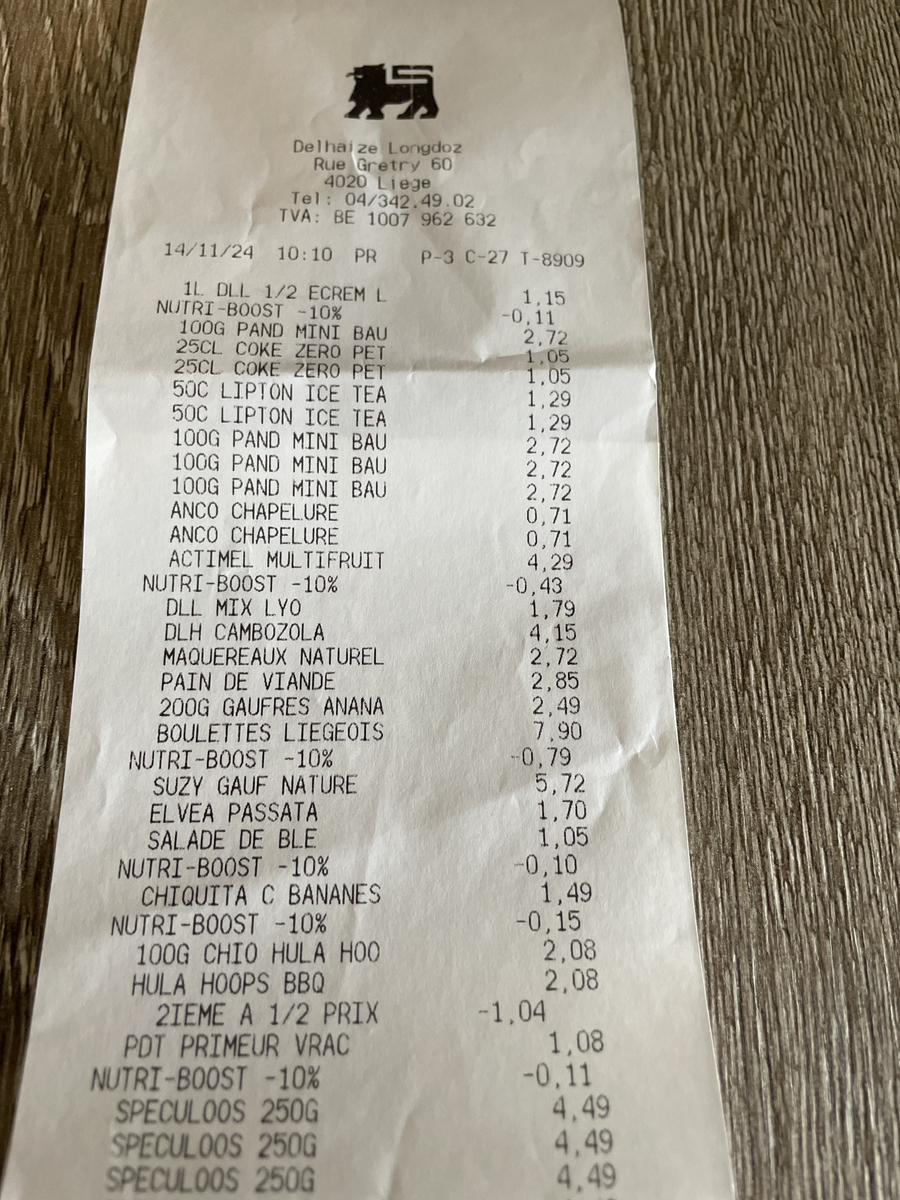 Delhaize Longdoz
Rue Gretry 60
4020 Liege
Tel: 04/342.49.02
TVA: BE 1007 962 632
14/11/24 10:10 PR P-3 C-27 T-8909
1L DLL 1/2 ECREM L 1,15
NUTRI-BOOST -10% -0,11
100G PAND MINI BAU 2,72
25CL COKE ZERO PET 1,05
25CL COKE ZERO PET 1,05
50C LIPTON ICE TEA 1,29
50C LIPTON ICE TEA 1,29
100G PAND MINI BAU 2,72
100G PAND MINI BAU 2,72
100G PAND MINI BAU 2,72
ANCO CHAPELURE 0,71
ANCO CHAPELURE 0,71
ACTIMEL MULTIFRUIT 4,29
NUTRI-BOOST -10% -0,43
DLL MIX LYO 1,79
DLH CAMBOZOLA 4,15
MAQUEREAUX NATUREL 2,72
PAIN DE VIANDE 2,85
200G GAUFRES ANANA 2,49
BOULETTES LIEGEOIS 7,90
NUTRI-BOOST -10% -0,79
SUZY GAUF NATURE 5,72
ELVEA PASSATA 1,70
SALADE DE BLE 1,05
NUTRI-BOOST -10% -0,10
CHIQUITA C BANANES 1,49
NUTRI-BOOST -10% -0,15
100G CHIO HULA HOO 2,08
HULA HOOPS BBQ 2,08
2IEME A 1/2 PRIX -1,04
PDT PRIMEUR VRAC 1,08
NUTRI-BOOST -10% -0,11
SPECULOOS 250G 4,49
SPECULOOS 250G 4,49
SPECULOOS 250G 4,49